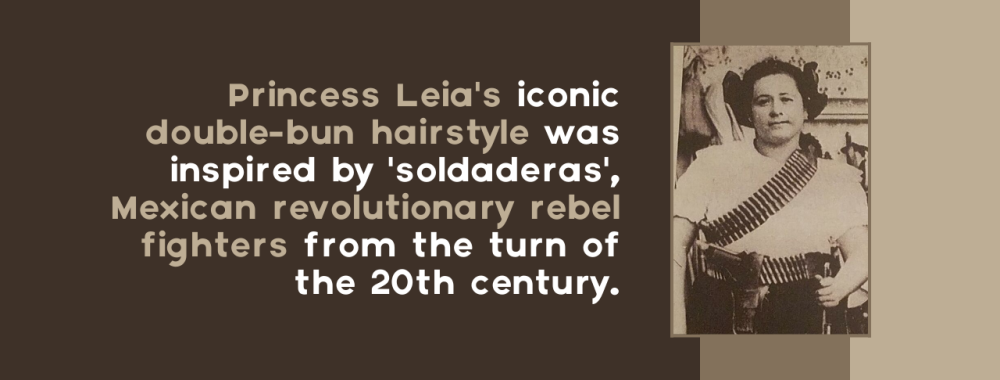 Princess Leia's iconic
double-bun hairstyle was
inspired by 'soldaderas',
Mexican revolutionary rebel
fighters from the turn of
the 20th century.